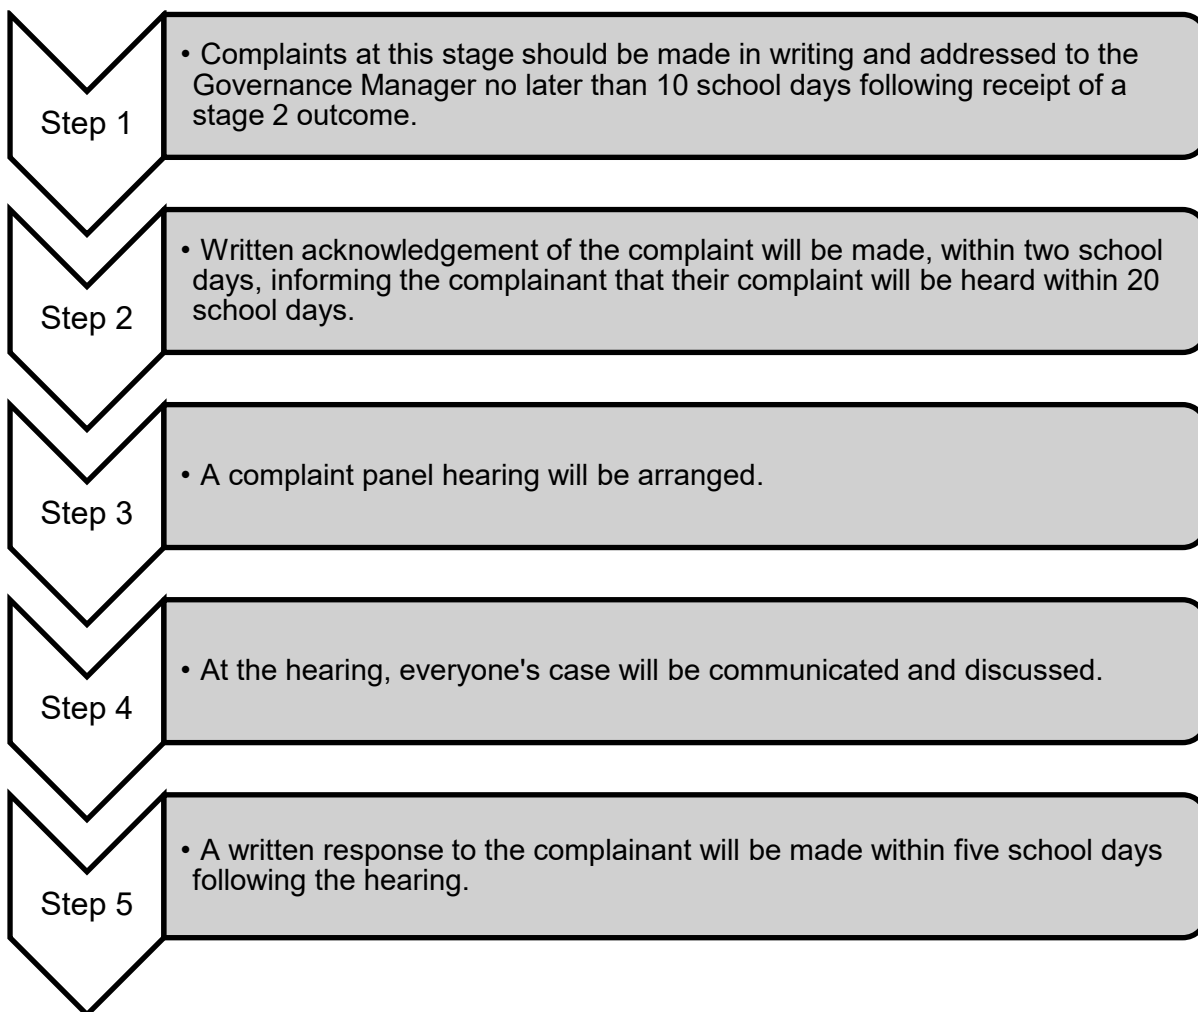 Step 1
• Complaints at this stage should be made in writing and addressed to the
Governance Manager no later than 10 school days following receipt of a
stage 2 outcome.
Step 2
• Written acknowledgement of the complaint will be made, within two school
days, informing the complainant that their complaint will be heard within 20
school days.
Step 3
• A complaint panel hearing will be arranged.
Step 4
• At the hearing, everyone's case will be communicated and discussed.
Step 5
• A written response to the complainant will be made within five school days
following the hearing.